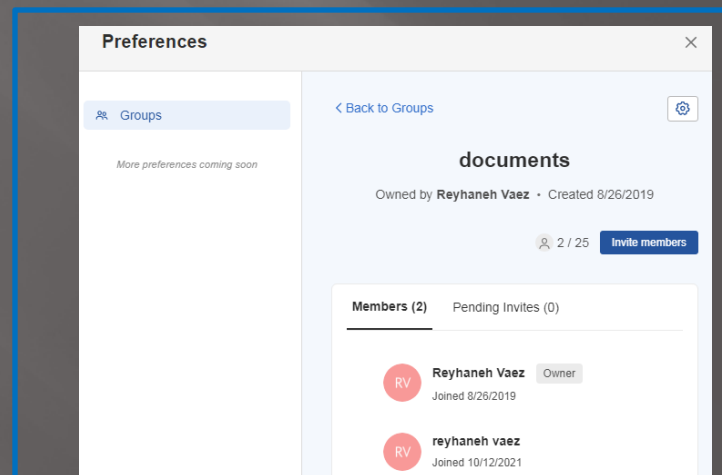 Preferences
Groups
More preferences coming soon
Back to Groups
documents
Owned by Reyhaneh Vaez • Created 8/26/2019
2 / 25 Invite members
Members (2) Pending Invites (0)
RV
Reyhaneh Vaez Owner
Joined 8/26/2019
RV
reyhaneh vaez
Joined 10/12/2021